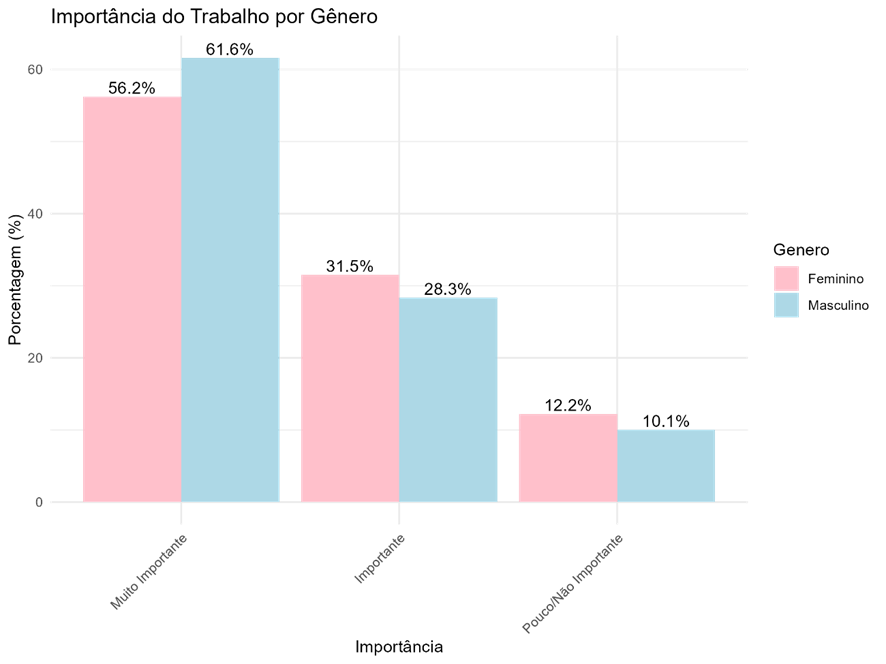 Importância do Trabalho por Gênero
Porcentagem (%)
60
40
20
0
56.2%
61.6%
31.5%
28.3%
12.2%
10.1%
Muito Importante
Importante
Pouco/Não Importante
Importância
Genero
Feminino
Masculino